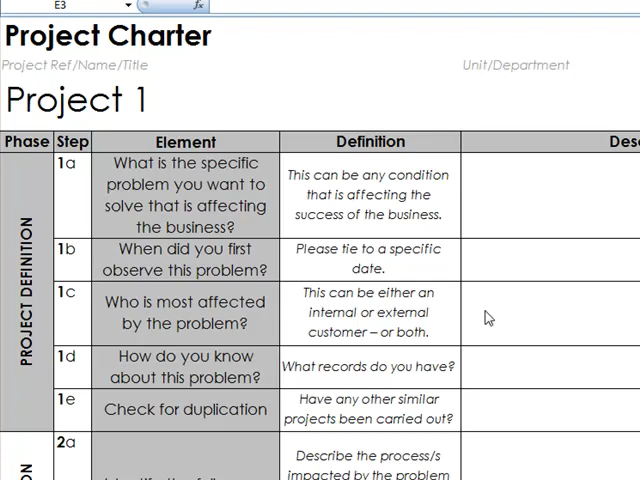 E3
fx
Project Charter
Project Ref/Name/Title
Unit/Department
Project 1
Phase
Step
Element
Definition
PROJECT DEFINITION
1a
What is the specific
problem you want to
solve that is affecting
the business?
This can be any condition
that is affecting the
success of the business.
1b
When did you first
observe this problem?
Please tie to a specific
date.
1c
Who is most affected
by the problem?
This can be either an
internal or external
customer – or both.
1d
How do you know
about this problem?
What records do you have?
1e
Check for duplication
Have any other similar
projects been carried out?
2a
Describe the process/s
impacted by the problem